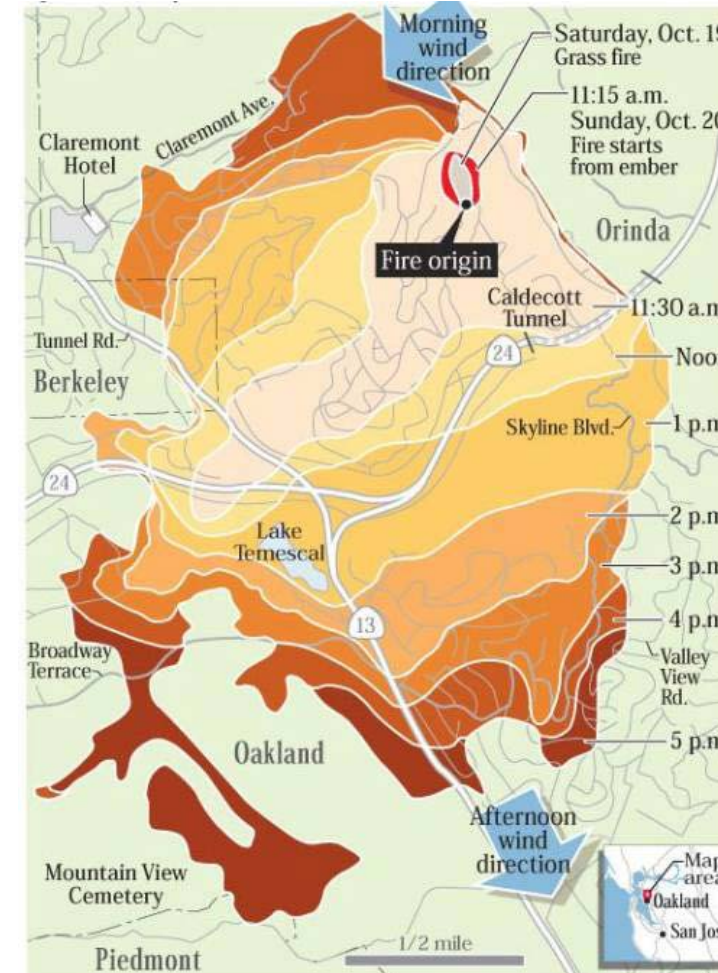 Morning
wind
direction
Saturday, Oct. 19
Grass fire
11:15 a.m.
Sunday, Oct. 20
Fire starts
from ember
Claremont Ave.
Claremont
Hotel
Fire origin
Orinda
Caldecott
Tunnel
11:30 a.m
Tunnel Rd.
24
Noo
Berkeley
Skyline Blvd.
1 p.m
24
2 p.m
Lake
Temescal
3 p.m
13
4 p.m
Broadway
Terrace
Valley
View
Rd.
Oakland
5 p.m
Afternoon
wind
direction
Mountain View
Cemetery
Map
area
Oakland
San Jos
1/2 mile
Piedmont